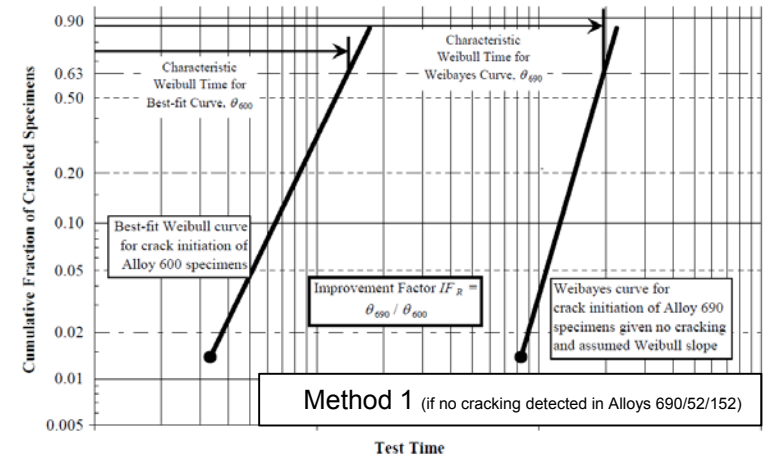 0.90
0.63
0.50
0.20
0.10
0.05
0.02
0.01
0.005
Cumulative Fraction of Cracked Specimens
Characteristic
Weibull Time for
Best-fit Curve, θ600
Characteristic
Weibull Time for
Weibayes Curve, θ690
Best-fit Weibull curve
for crack initiation of
Alloy 600 specimens
Improvement Factor IF R =
θ690 / θ600
Weibayes curve for
crack initiation of Alloy 690
specimens given no cracking
and assumed Weibull slope
Method 1 (if no cracking detected in Alloys 690/52/152)
Test Time